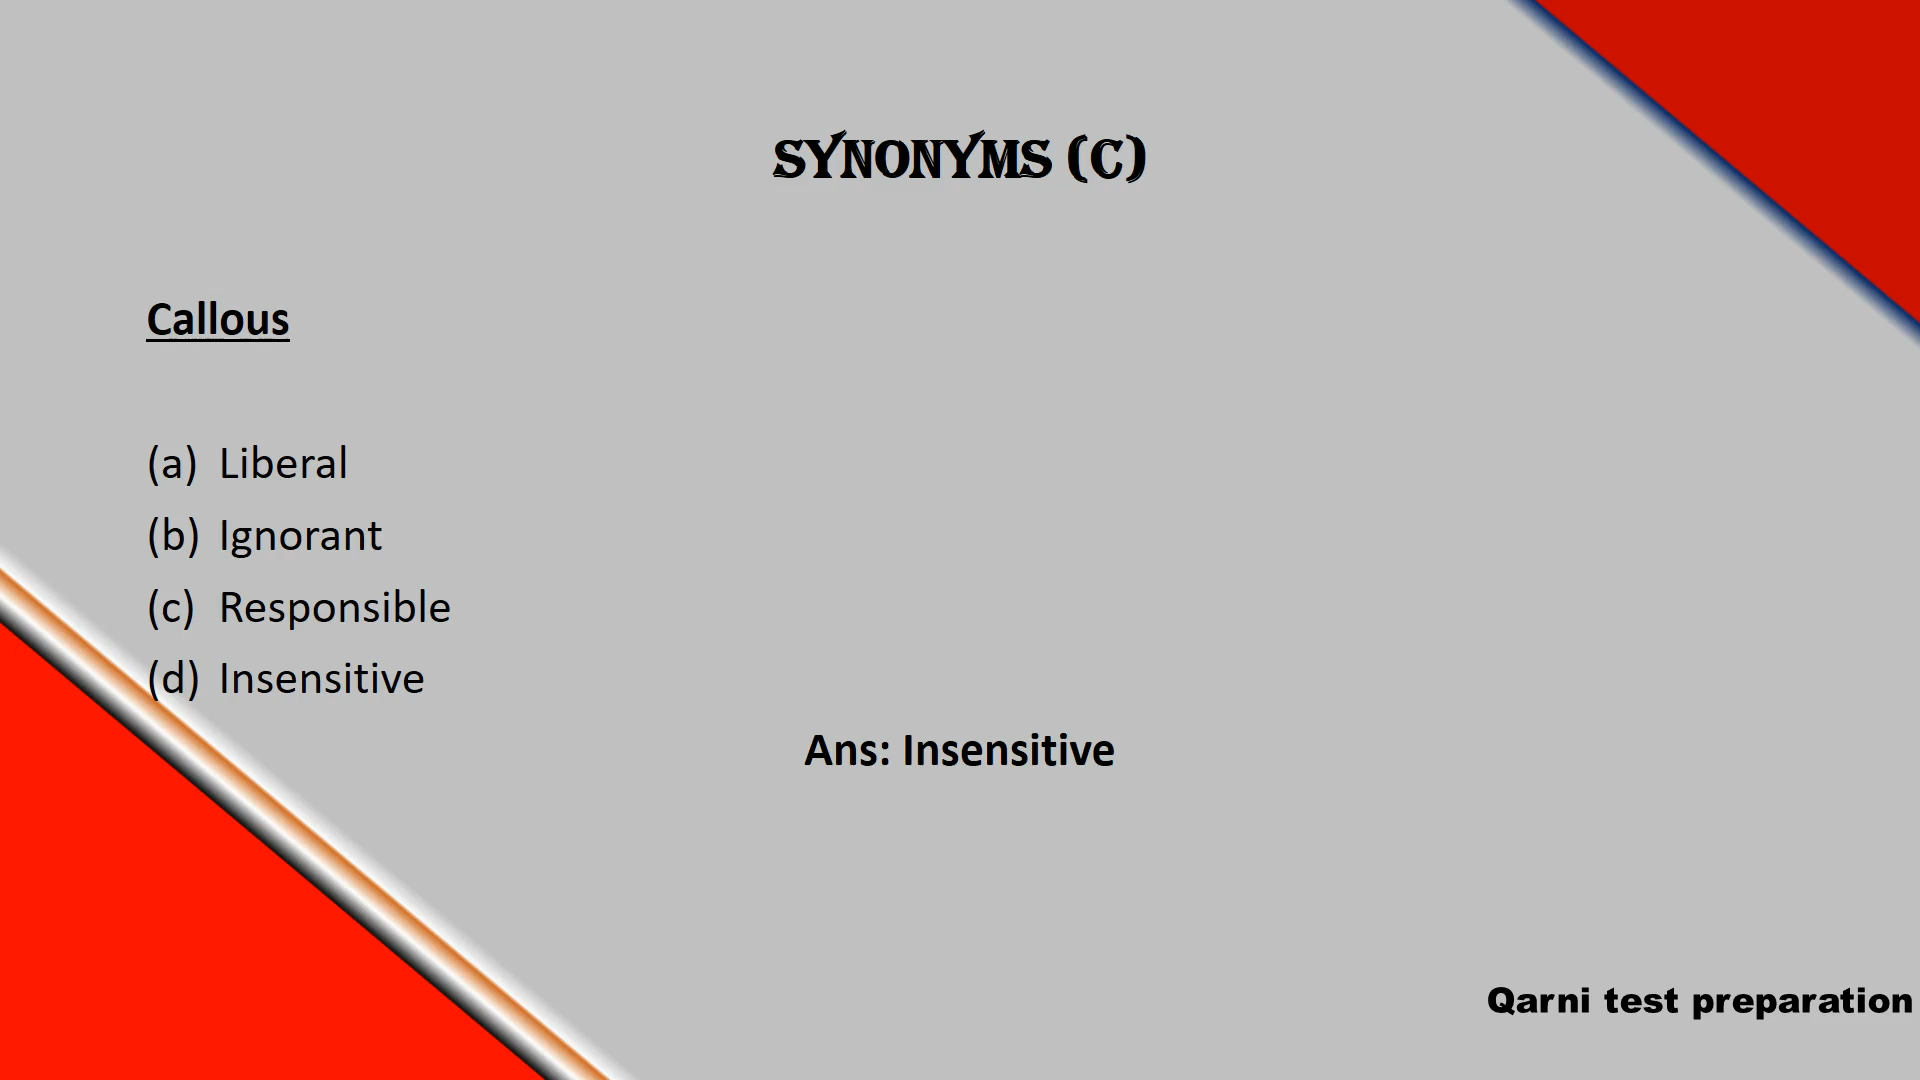 SYNONYMS (C)
Callous
(a) Liberal
(b) Ignorant
(c) Responsible
(d) Insensitive
Ans: Insensitive
Qarni test preparation